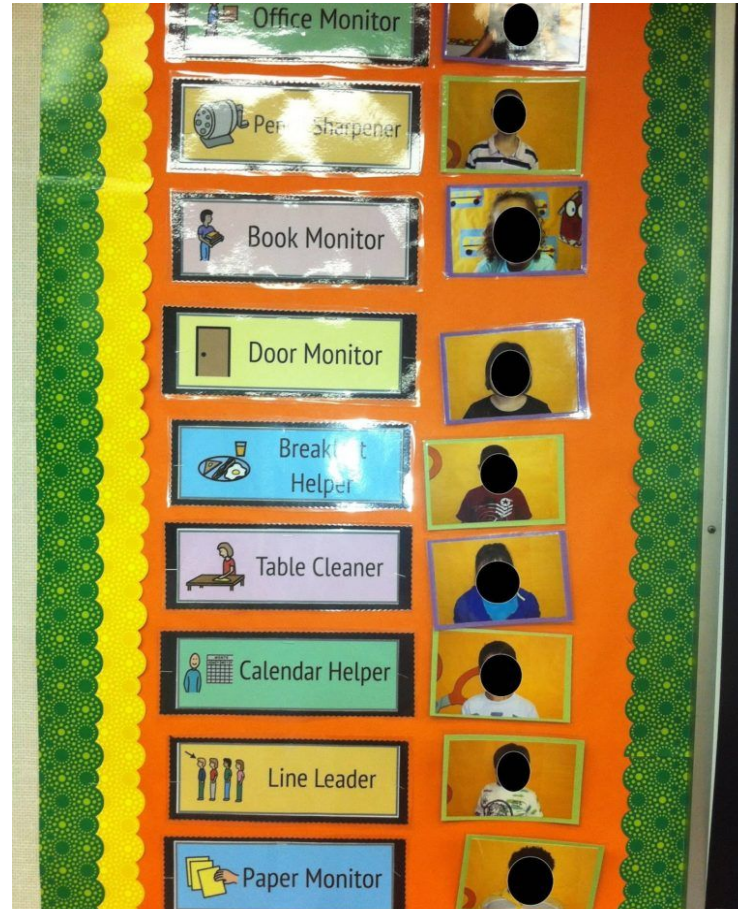 Office Monitor
Pencil Sharpener
Book Monitor
Door Monitor
Breakfast
Helper
Table Cleaner
Calendar Helper
Line Leader
Paper Monitor